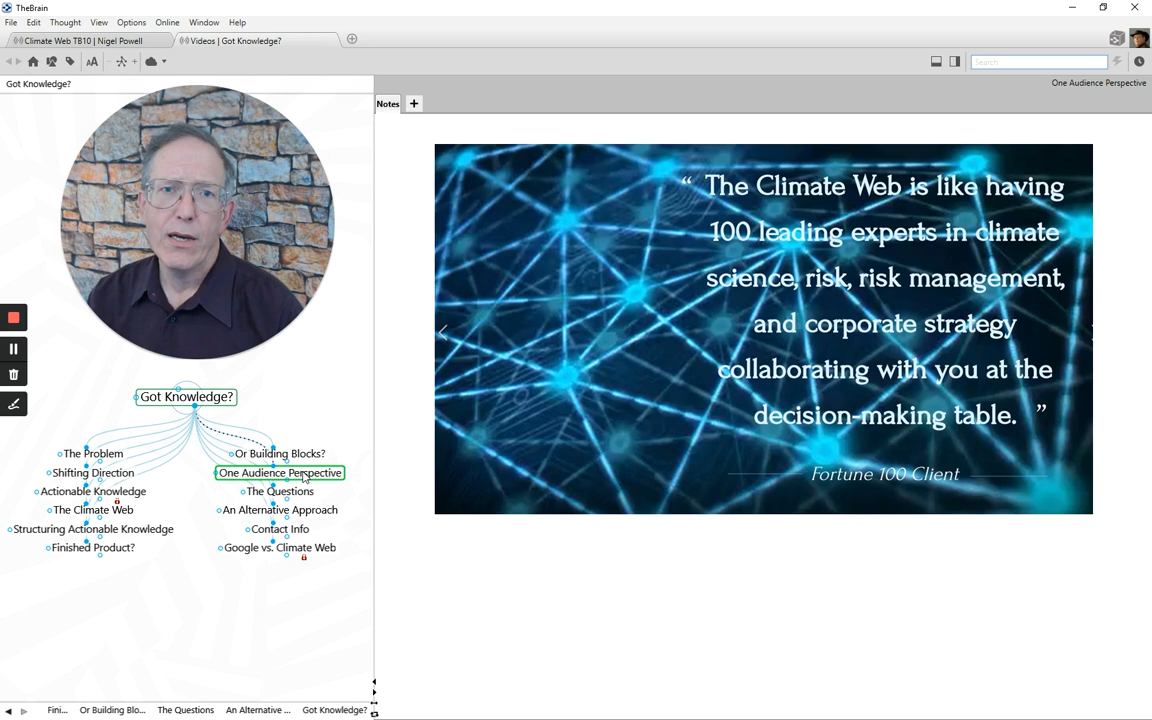 TheBrain
File Edit Thought View Options Online Window Help
Climate Web TB10 | Nigel Powell
Videos | Got Knowledge?
AA
Search
Got Knowledge?
One Audience Perspective
Notes
“ The Climate Web is like having
100 leading experts in climate
science, risk, risk management,
and corporate strategy
collaborating with you at the
decision-making table. ”
Fortune 100 Client
Got Knowledge?
The Problem
Shifting Direction
Actionable Knowledge
The Climate Web
Structuring Actionable Knowledge
Finished Product?
Or Building Blocks?
One Audience Perspective
The Questions
An Alternative Approach
Contact Info
Google vs. Climate Web
Fini... Or Building Blo... The Questions An Alternative ... Got Knowledge?